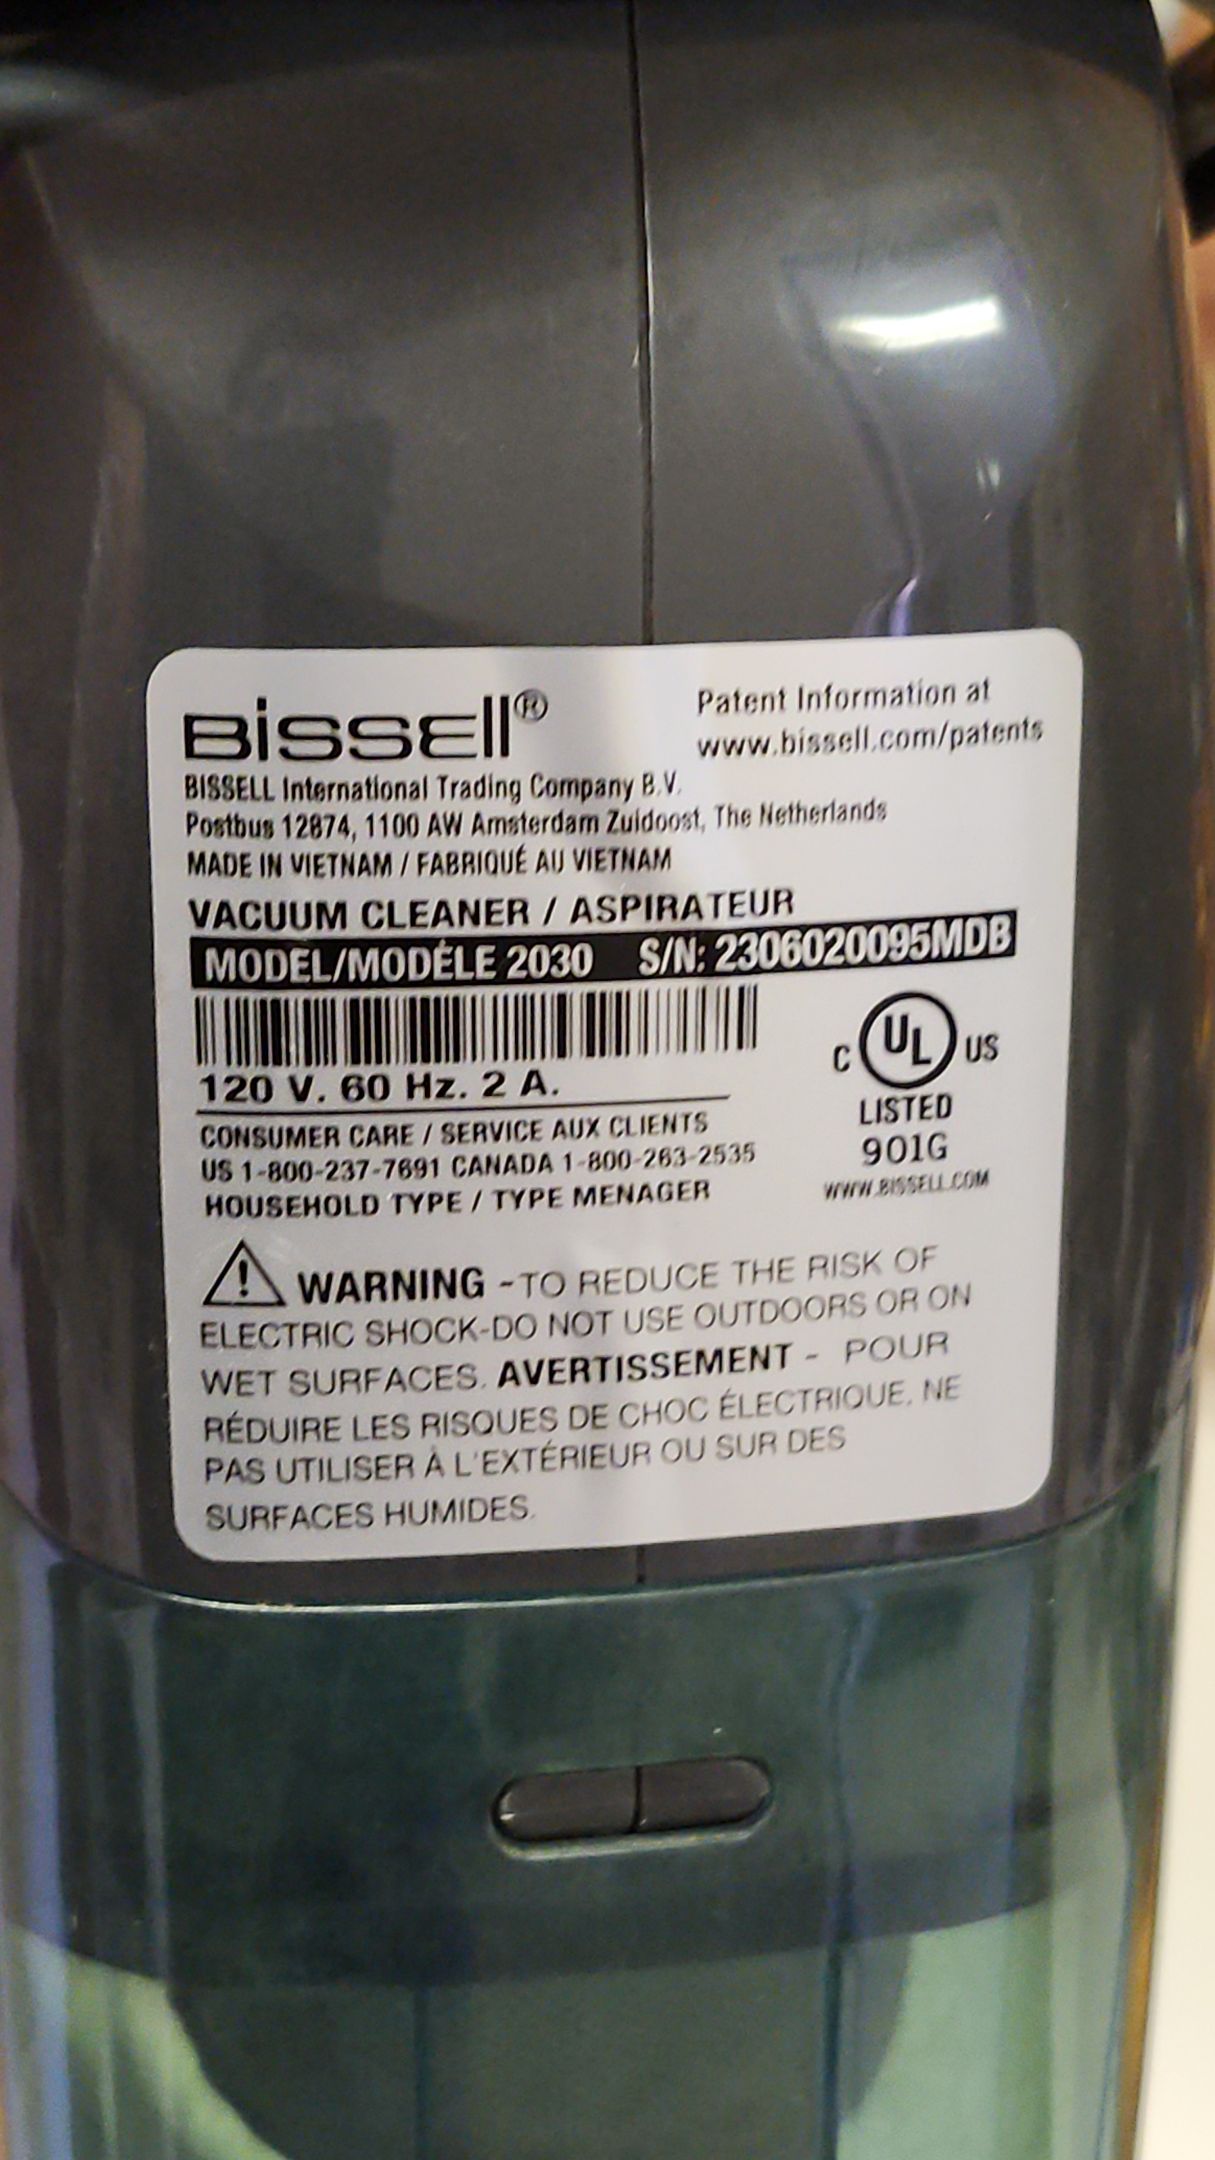 BISSELL®
Patent Information at
www.bissell.com/patents
BISSELL International Trading Company B.V.
Postbus 12874, 1100 AW Amsterdam Zuidoost, The Netherlands
MADE IN VIETNAM / FABRIQUÉ AU VIETNAM
VACUUM CLEANER / ASPIRATEUR
MODEL/MODÉLE 2030 S/N: 2306020095MDB
120 V. 60 Hz. 2 A.
C UL US
LISTED
901G
WWW.BISSELL.COM
CONSUMER CARE / SERVICE AUX CLIENTS
US 1-800-237-7691 CANADA 1-800-263-2535
HOUSEHOLD TYPE / TYPE MENAGER
WARNING -TO REDUCE THE RISK OF
ELECTRIC SHOCK-DO NOT USE OUTDOORS OR ON
WET SURFACES. AVERTISSEMENT - POUR
RÉDUIRE LES RISQUES DE CHOC ÉLECTRIQUE, NE
PAS UTILISER À L'EXTÉRIEUR OU SUR DES
SURFACES HUMIDES.